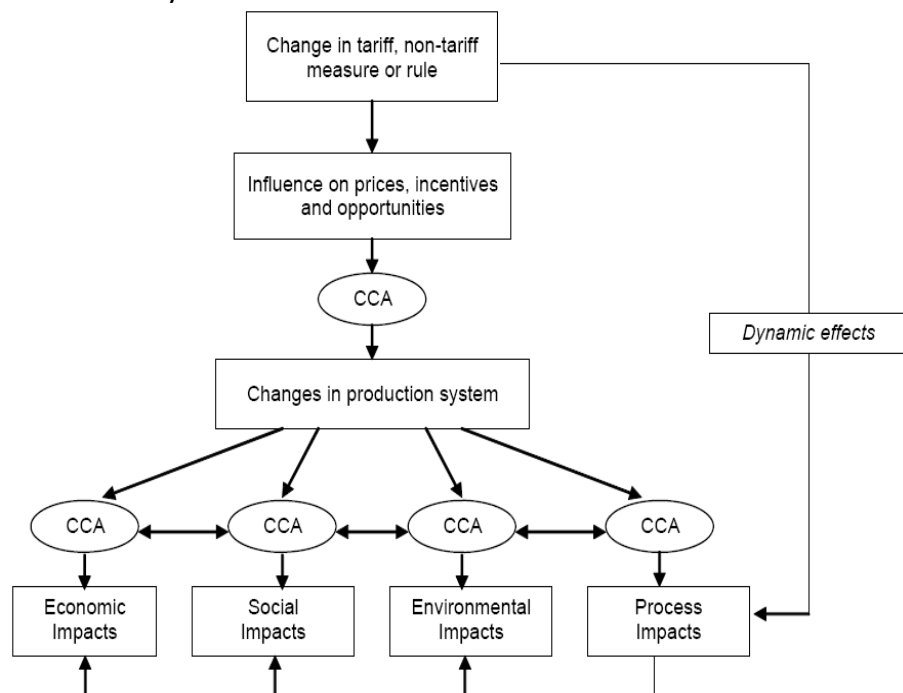 Change in tariff, non-tariff
measure or rule
Influence on prices, incentives
and opportunities
CCA
Dynamic effects
Changes in production system
CCA
CCA
CCA
CCA
Economic
Impacts
Social
Impacts
Environmental
Impacts
Process
Impacts